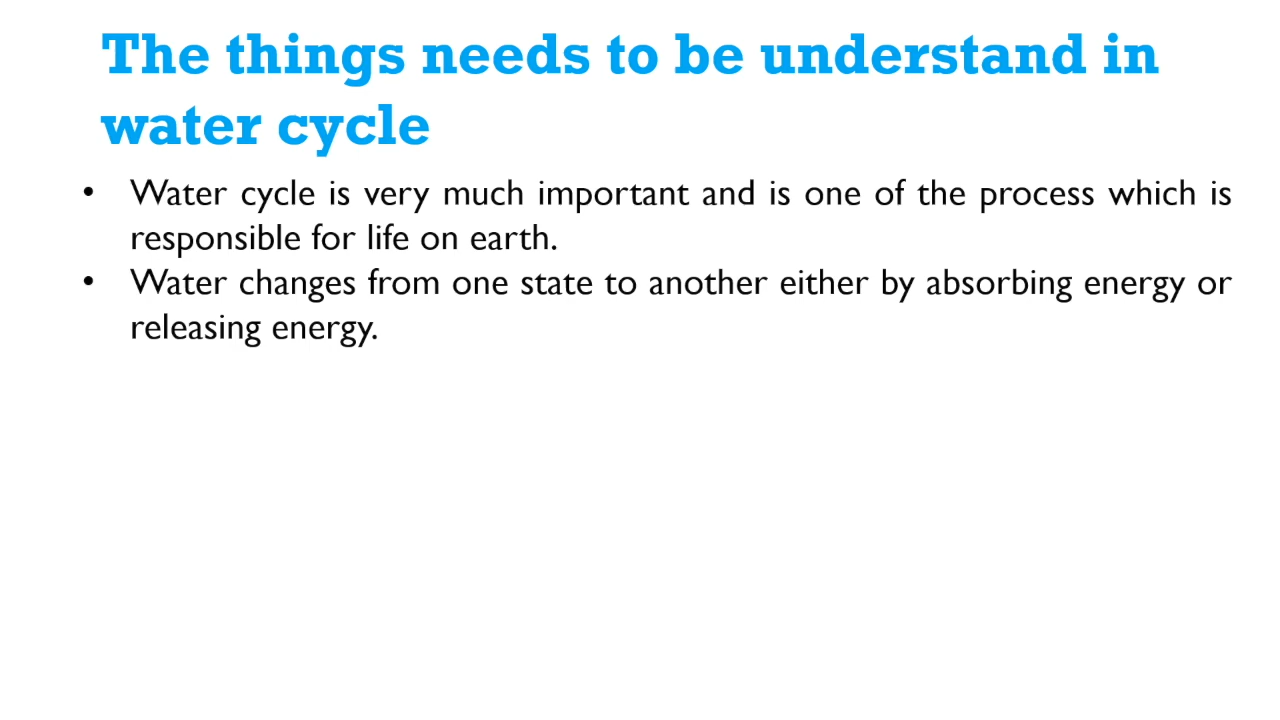 The things needs to be understand in
water cycle
• Water cycle is very much important and is one of the process which is
responsible for life on earth.
• Water changes from one state to another either by absorbing energy or
releasing energy.